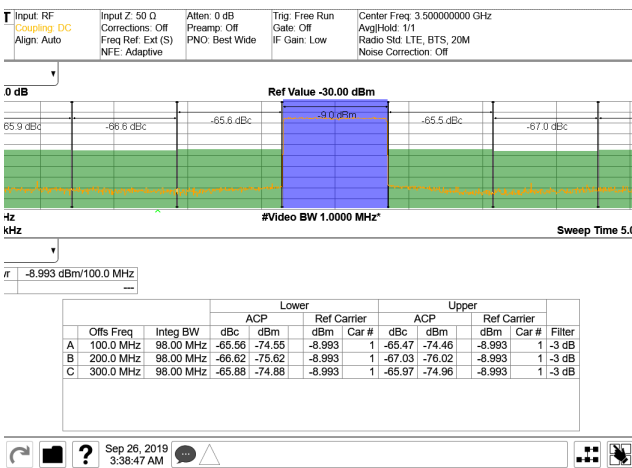 T Input: RF Input Z: 50 Ω Atten: 0 dB Trig: Free Run Center Freq: 3.500000000 GHz
Coupling: DC Corrections: Off Preamp: Off Gate: Off Avg|Hold: 1/1
Align: Auto Freq Ref: Ext (S) PNO: Best Wide IF Gain: Low Radio Std: LTE, BTS, 20M
NFE: Adaptive Noise Correction: Off
.0 dB Ref Value -30.00 dBm
65.9 dBc -66.6 dBc -65.6 dBc -9.0 dBm -65.5 dBc -67.0 dBc
Hz #Video BW 1.0000 MHz*
kHz Sweep Time 5.0
wr -8.993 dBm/100.0 MHz
---
Lower Upper
ACP Ref Carrier ACP Ref Carrier
Offs Freq Integ BW dBc dBm dBm Car # dBc dBm dBm Car # Filter
A 100.0 MHz 98.00 MHz -65.56 -74.55 -8.993 1 -65.47 -74.46 -8.993 1 -3 dB
B 200.0 MHz 98.00 MHz -66.62 -75.62 -8.993 1 -67.03 -76.02 -8.993 1 -3 dB
C 300.0 MHz 98.00 MHz -65.88 -74.88 -8.993 1 -65.97 -74.96 -8.993 1 -3 dB
? Sep 26, 2019
3:38:47 AM